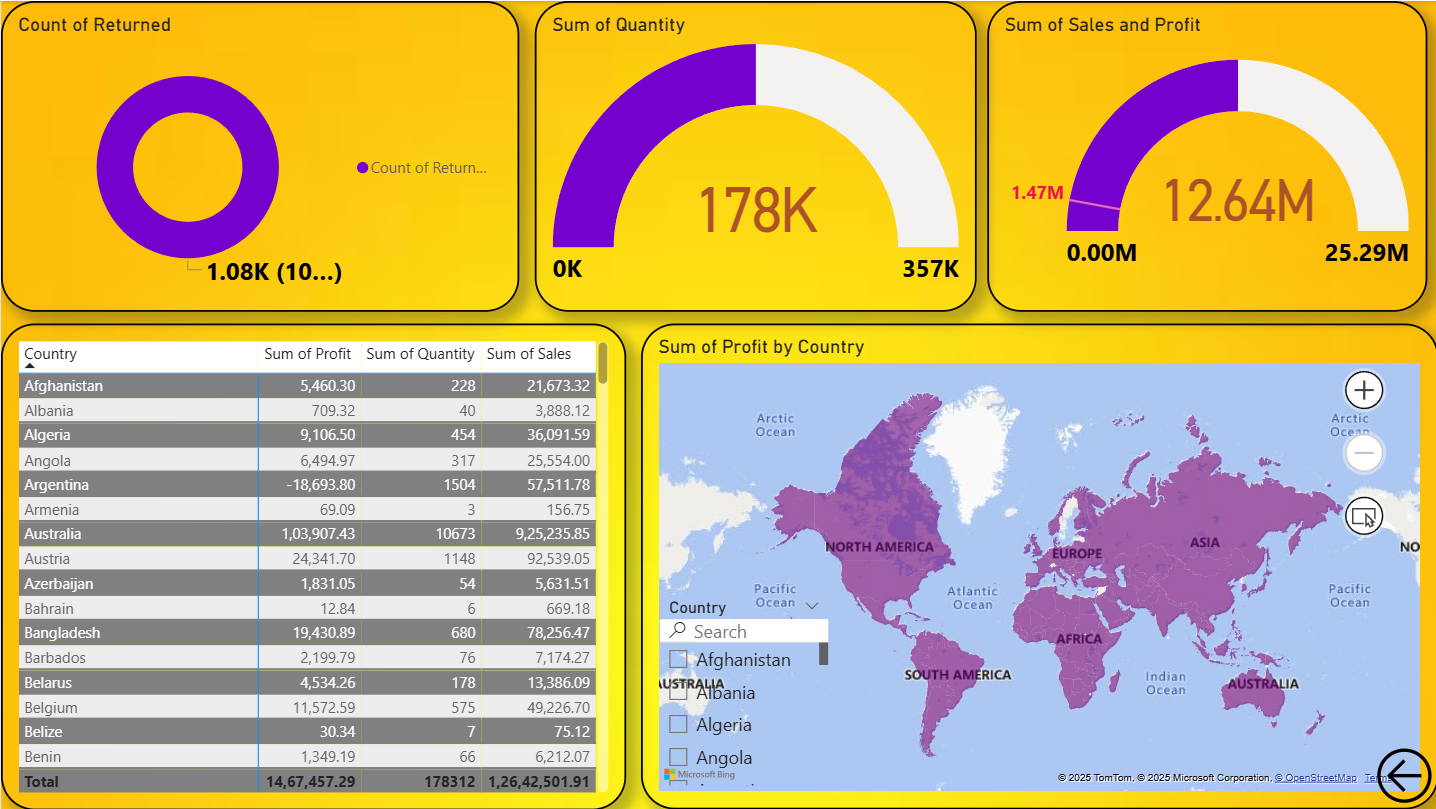 Count of Returned
Count of Return...
1.08K (10...)
Sum of Quantity
178K
0K
357K
Sum of Sales and Profit
1.47M
12.64M
0.00M
25.29M
Country Sum of Profit Sum of Quantity Sum of Sales
Afghanistan 5,460.30 228 21,673.32
Albania 709.32 40 3,888.12
Algeria 9,106.50 454 36,091.59
Angola 6,494.97 317 25,554.00
Argentina -18,693.80 1504 57,511.78
Armenia 69.09 3 156.75
Australia 1,03,907.43 10673 9,25,235.85
Austria 24,341.70 1148 92,539.05
Azerbaijan 1,831.05 54 5,631.51
Bahrain 12.84 6 669.18
Bangladesh 19,430.89 680 78,256.47
Barbados 2,199.79 76 7,174.27
Belarus 4,534.26 178 13,386.09
Belgium 11,572.59 575 49,226.70
Belize 30.34 7 75.12
Benin 1,349.19 66 6,212.07
Total 14,67,457.29 178312 1,26,42,501.91
Sum of Profit by Country
Arctic
Ocean
Arctic
Ocean
NORTH AMERICA
EUROPE
ASIA
NO
Pacific
Ocean
Atlantic
Ocean
Pacific
Ocean
AFRICA
SOUTH AMERICA
Indian
Ocean
AUSTRALIA
AUSTRALIA
Country
Search
Afghanistan
Albania
Algeria
Angola
Microsoft Bing
© 2025 TomTom, © 2025 Microsoft Corporation, © OpenStreetMap Terms